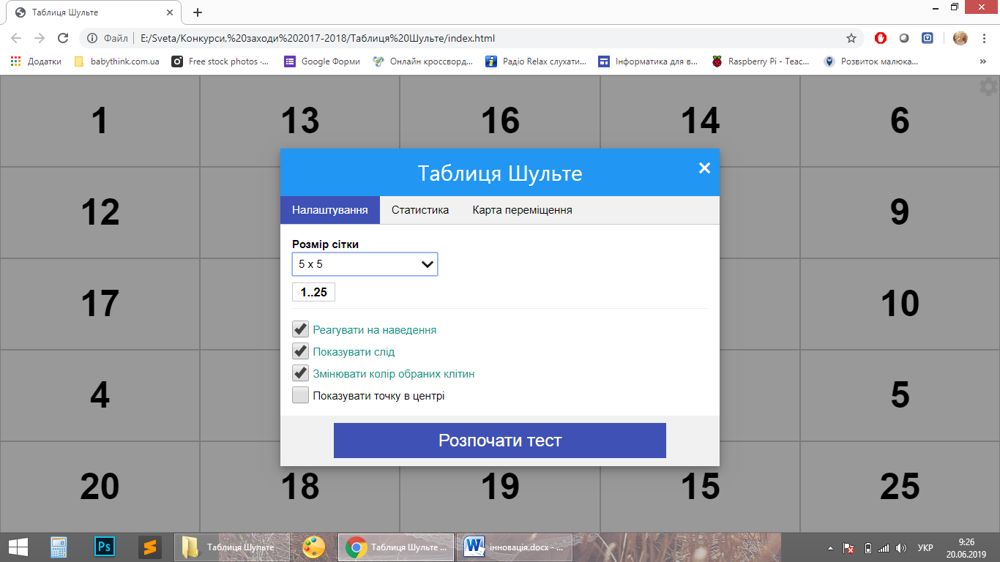 Таблиця Шульте
Файл
E:/Sveta/Конкурси,%20заходи%202017-2018/Таблиця%20Шульте/index.html
Додатки
babythink.com.ua
Free stock photos ·...
Google Форми
Онлайн кроссворд...
Радіо Relax слухати...
Інформатика для в...
Raspberry Pi - Teac...
Розвиток малюка...
»
1 13 16 14 6
Таблиця Шульте
12 9
Налаштування Статистика Карта переміщення
Розмір сітки
5 x 5
1..25
17 10
Реагувати на наведення
Показувати слід
Змінювати колір обраних клітин
Показувати точку в центрі
4 5
Розпочати тест
20 18 19 15 25
Ps
Таблиця Шульте
Таблиця Шульте ...
інновація.docx - ...
УКР
9:26
20.06.2019